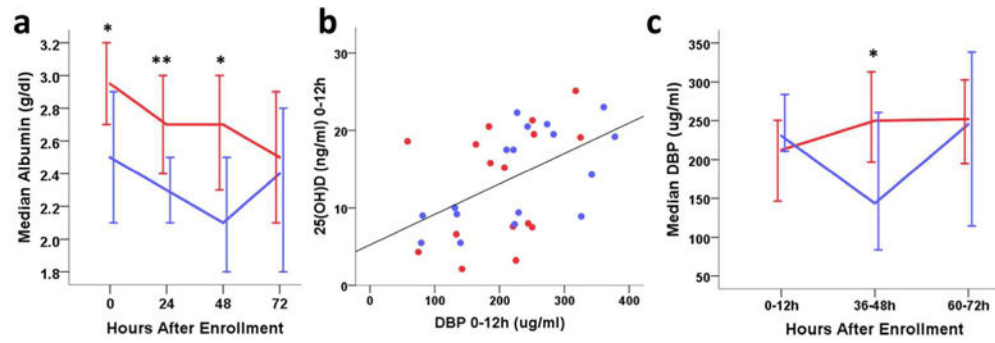 a
*
**
*
Median Albumin (g/dl)
3.2
3.0
2.8
2.6
2.4
2.2
2.0
1.8
0
24
48
72
Hours After Enrollment
b
25(OH)D (ng/ml) 0-12h
30
20
10
0
0
100
200
300
400
DBP 0-12h (ug/ml)
c
*
Median DBP (ug/ml)
350
300
250
200
150
100
50
0-12h
36-48h
60-72h
Hours After Enrollment